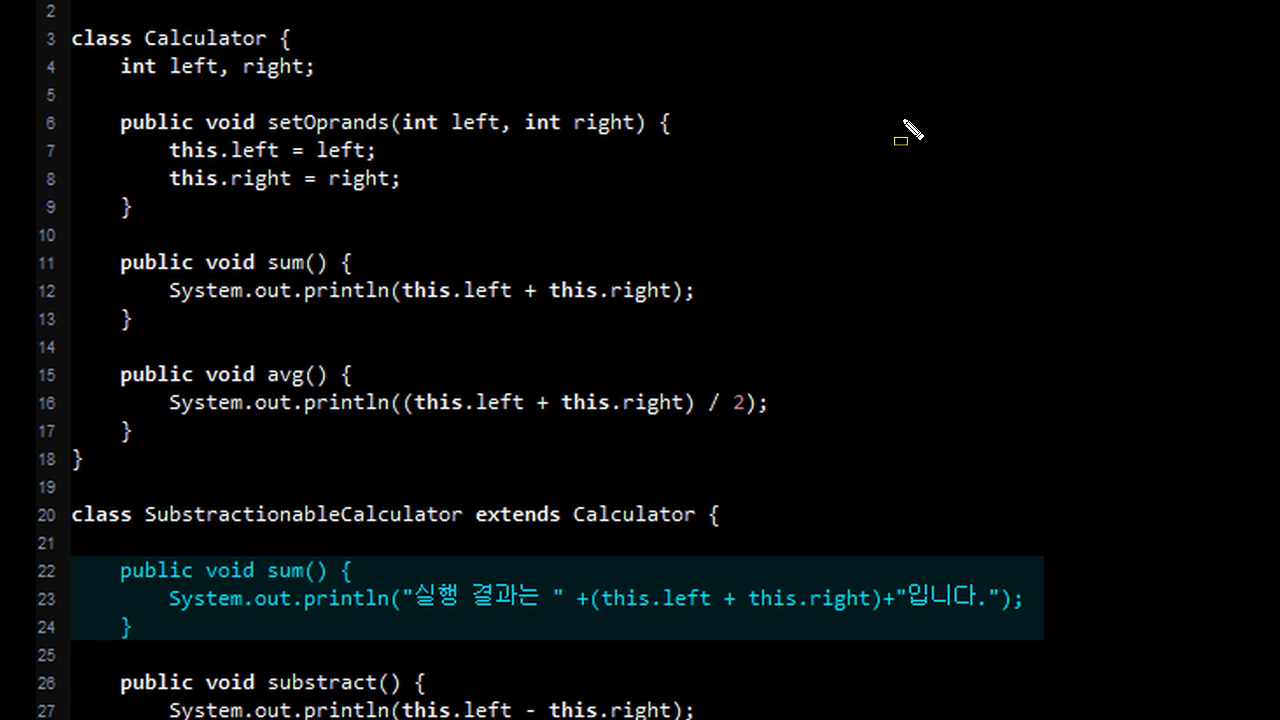 2
3 class Calculator {
4     int left, right;
5
6     public void setOprands(int left, int right) {
7         this.left = left;
8         this.right = right;
9     }
10
11     public void sum() {
12         System.out.println(this.left + this.right);
13     }
14
15     public void avg() {
16         System.out.println((this.left + this.right) / 2);
17     }
18 }
19
20 class SubstractionableCalculator extends Calculator {
21
22     public void sum() {
23         System.out.println("실행 결과는 " +(this.left + this.right)+"입니다.");
24     }
25
26     public void substract() {
27         System.out.println(this.left - this.right);